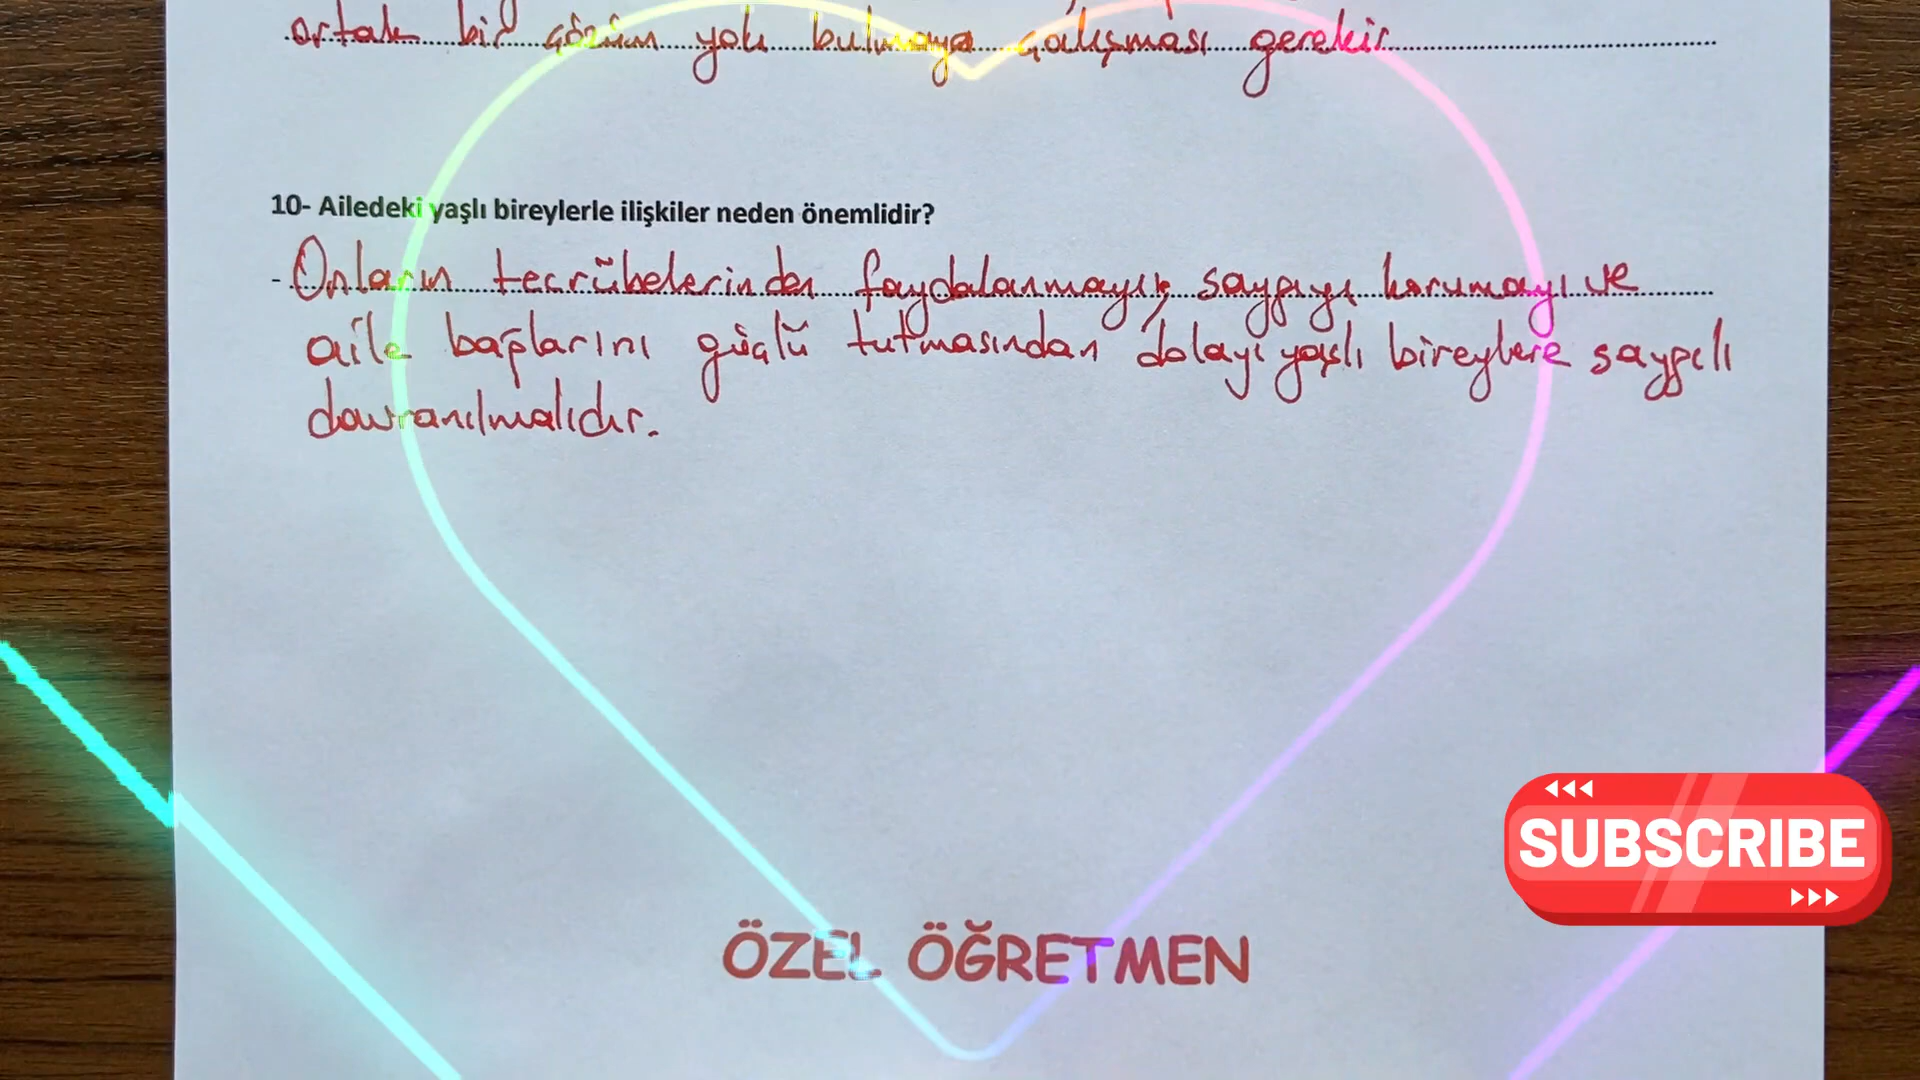 ortak bir çözüm yolu bulmaya çalışması gerekir
10- Ailedeki yaşlı bireylerle ilişkiler neden önemlidir?
- Onların tecrübelerinden faydalanmayı, saygıyı korumayı ve
aile bağlarını güçlü tutmasından dolayı yaşlı bireylere saygılı
davranılmalıdır.
SUBSCRIBE
ÖZEL ÖĞRETMEN